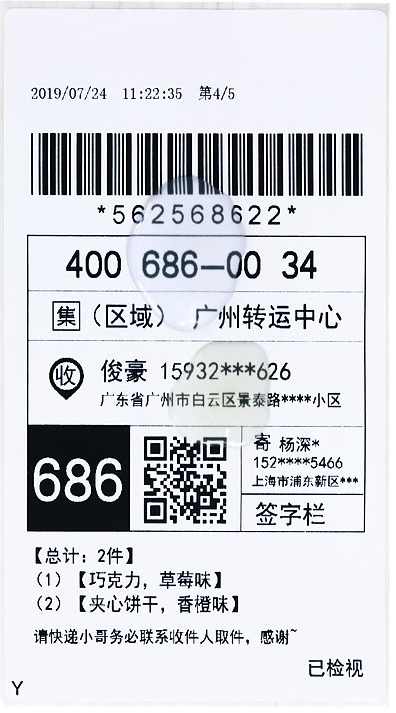 2019/07/24 11:22:35 第4/5
*562568622*
400 686-00 34
集 (区域) 广州转运中心
收 俊豪 15932***626
广东省广州市白云区景泰路****小区
686
寄 杨深*
152****5466
上海市浦东新区***
签字栏
【总计：2件】
（1）【巧克力，草莓味】
（2）【夹心饼干，香橙味】
请快递小哥务必联系收件人取件，感谢~
已检视
Y